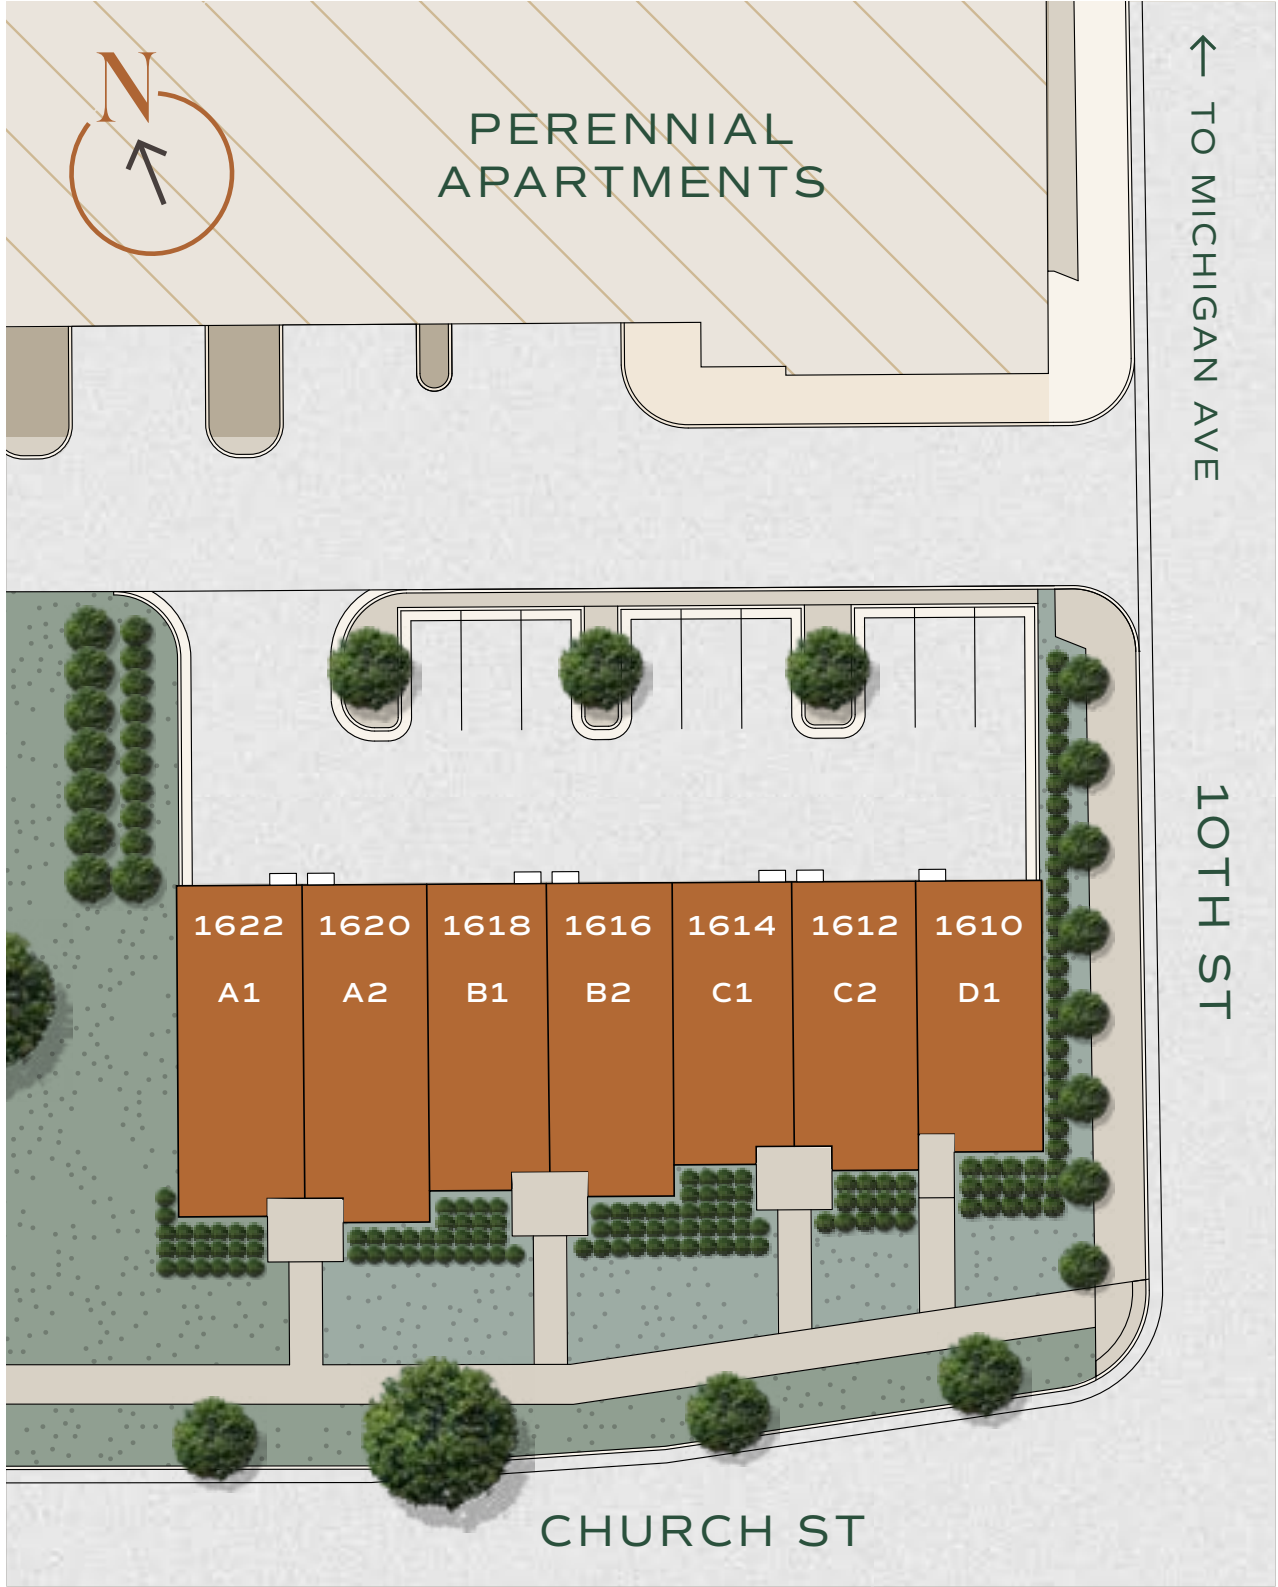 N
PERENNIAL
APARTMENTS
← TO MICHIGAN AVE
1622 1620 1618 1616 1614 1612 1610
A1 A2 B1 B2 C1 C2 D1
10TH ST
CHURCH ST